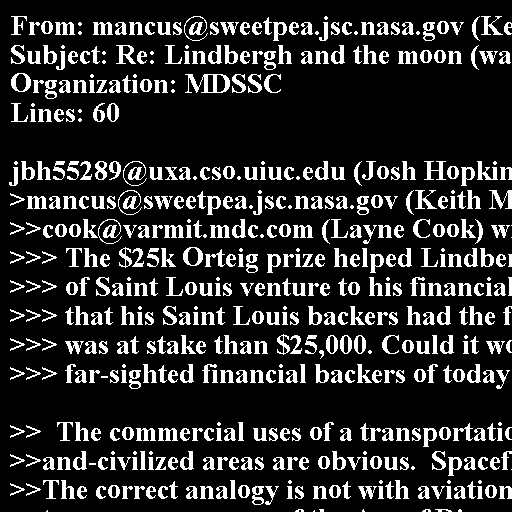 From: mancus@sweetpea.jsc.nasa.gov (Ke
Subject: Re: Lindbergh and the moon (wa
Organization: MDSSC
Lines: 60

jbh55289@uxa.cso.uiuc.edu (Josh Hopkin
>mancus@sweetpea.jsc.nasa.gov (Keith M
>>cook@varmit.mdc.com (Layne Cook) w
>>> The $25k Orteig prize helped Lindber
>>> of Saint Louis venture to his financial
>>> that his Saint Louis backers had the f
>>> was at stake than $25,000. Could it wo
>>> far-sighted financial backers of today

>>  The commercial uses of a transportatio
>>and-civilized areas are obvious.  Spacef
>>The correct analogy is not with aviation